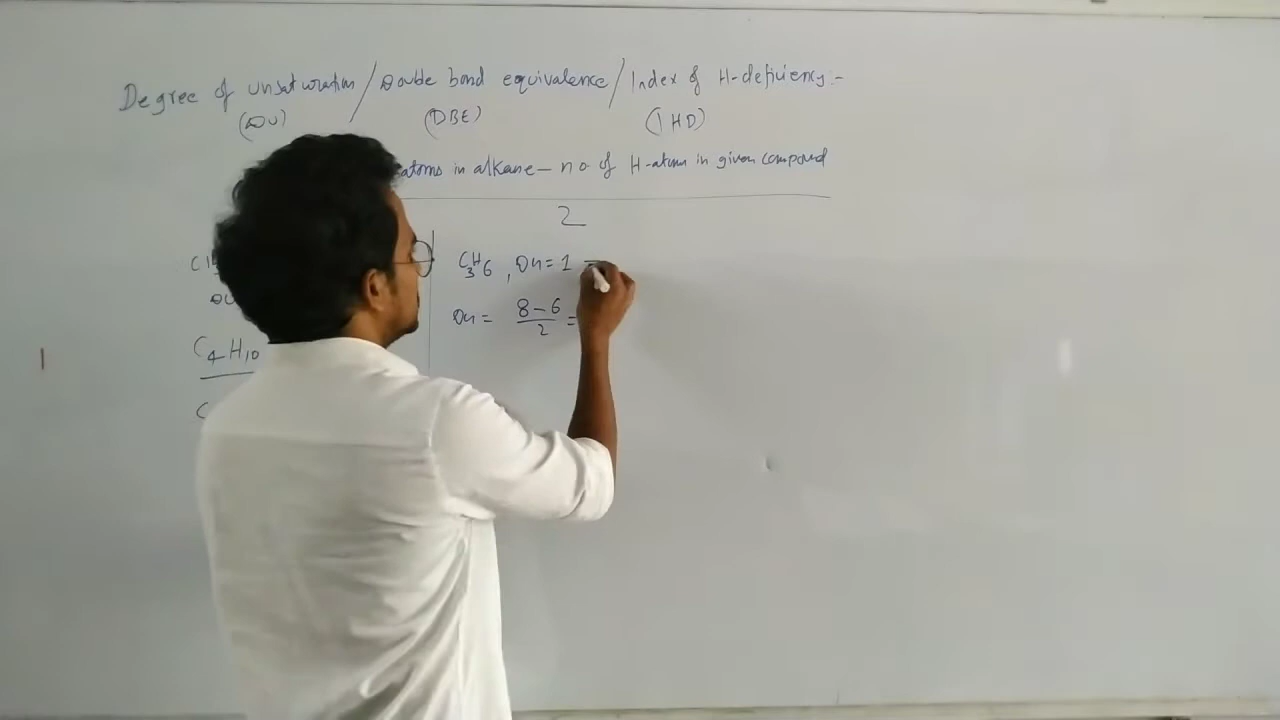 Degree of unsaturation / Double bond equivalence / Index of H-deficiency:-
(DU) (DBE) (IHD)
atoms in alkane - no of H-atom in given compound
2
C3H6, Du = 1 =
Du = 8-6 / 2 =
C4H10